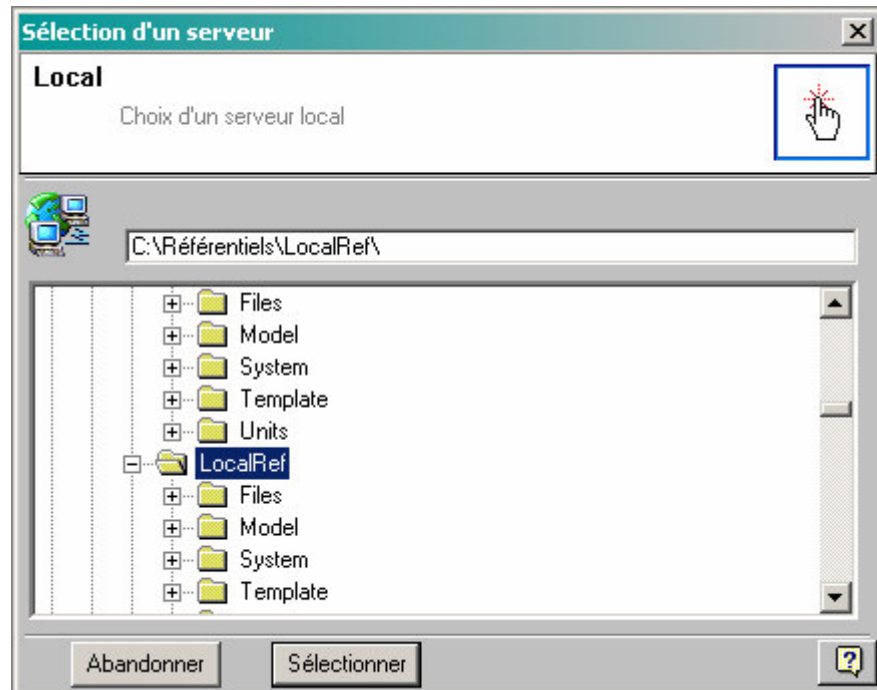 Sélection d'un serveur
Local
Choix d'un serveur local
C:\Référentiels\LocalRef\
Files
Model
System
Template
Units
LocalRef
Files
Model
System
Template
Abandonner
Sélectionner